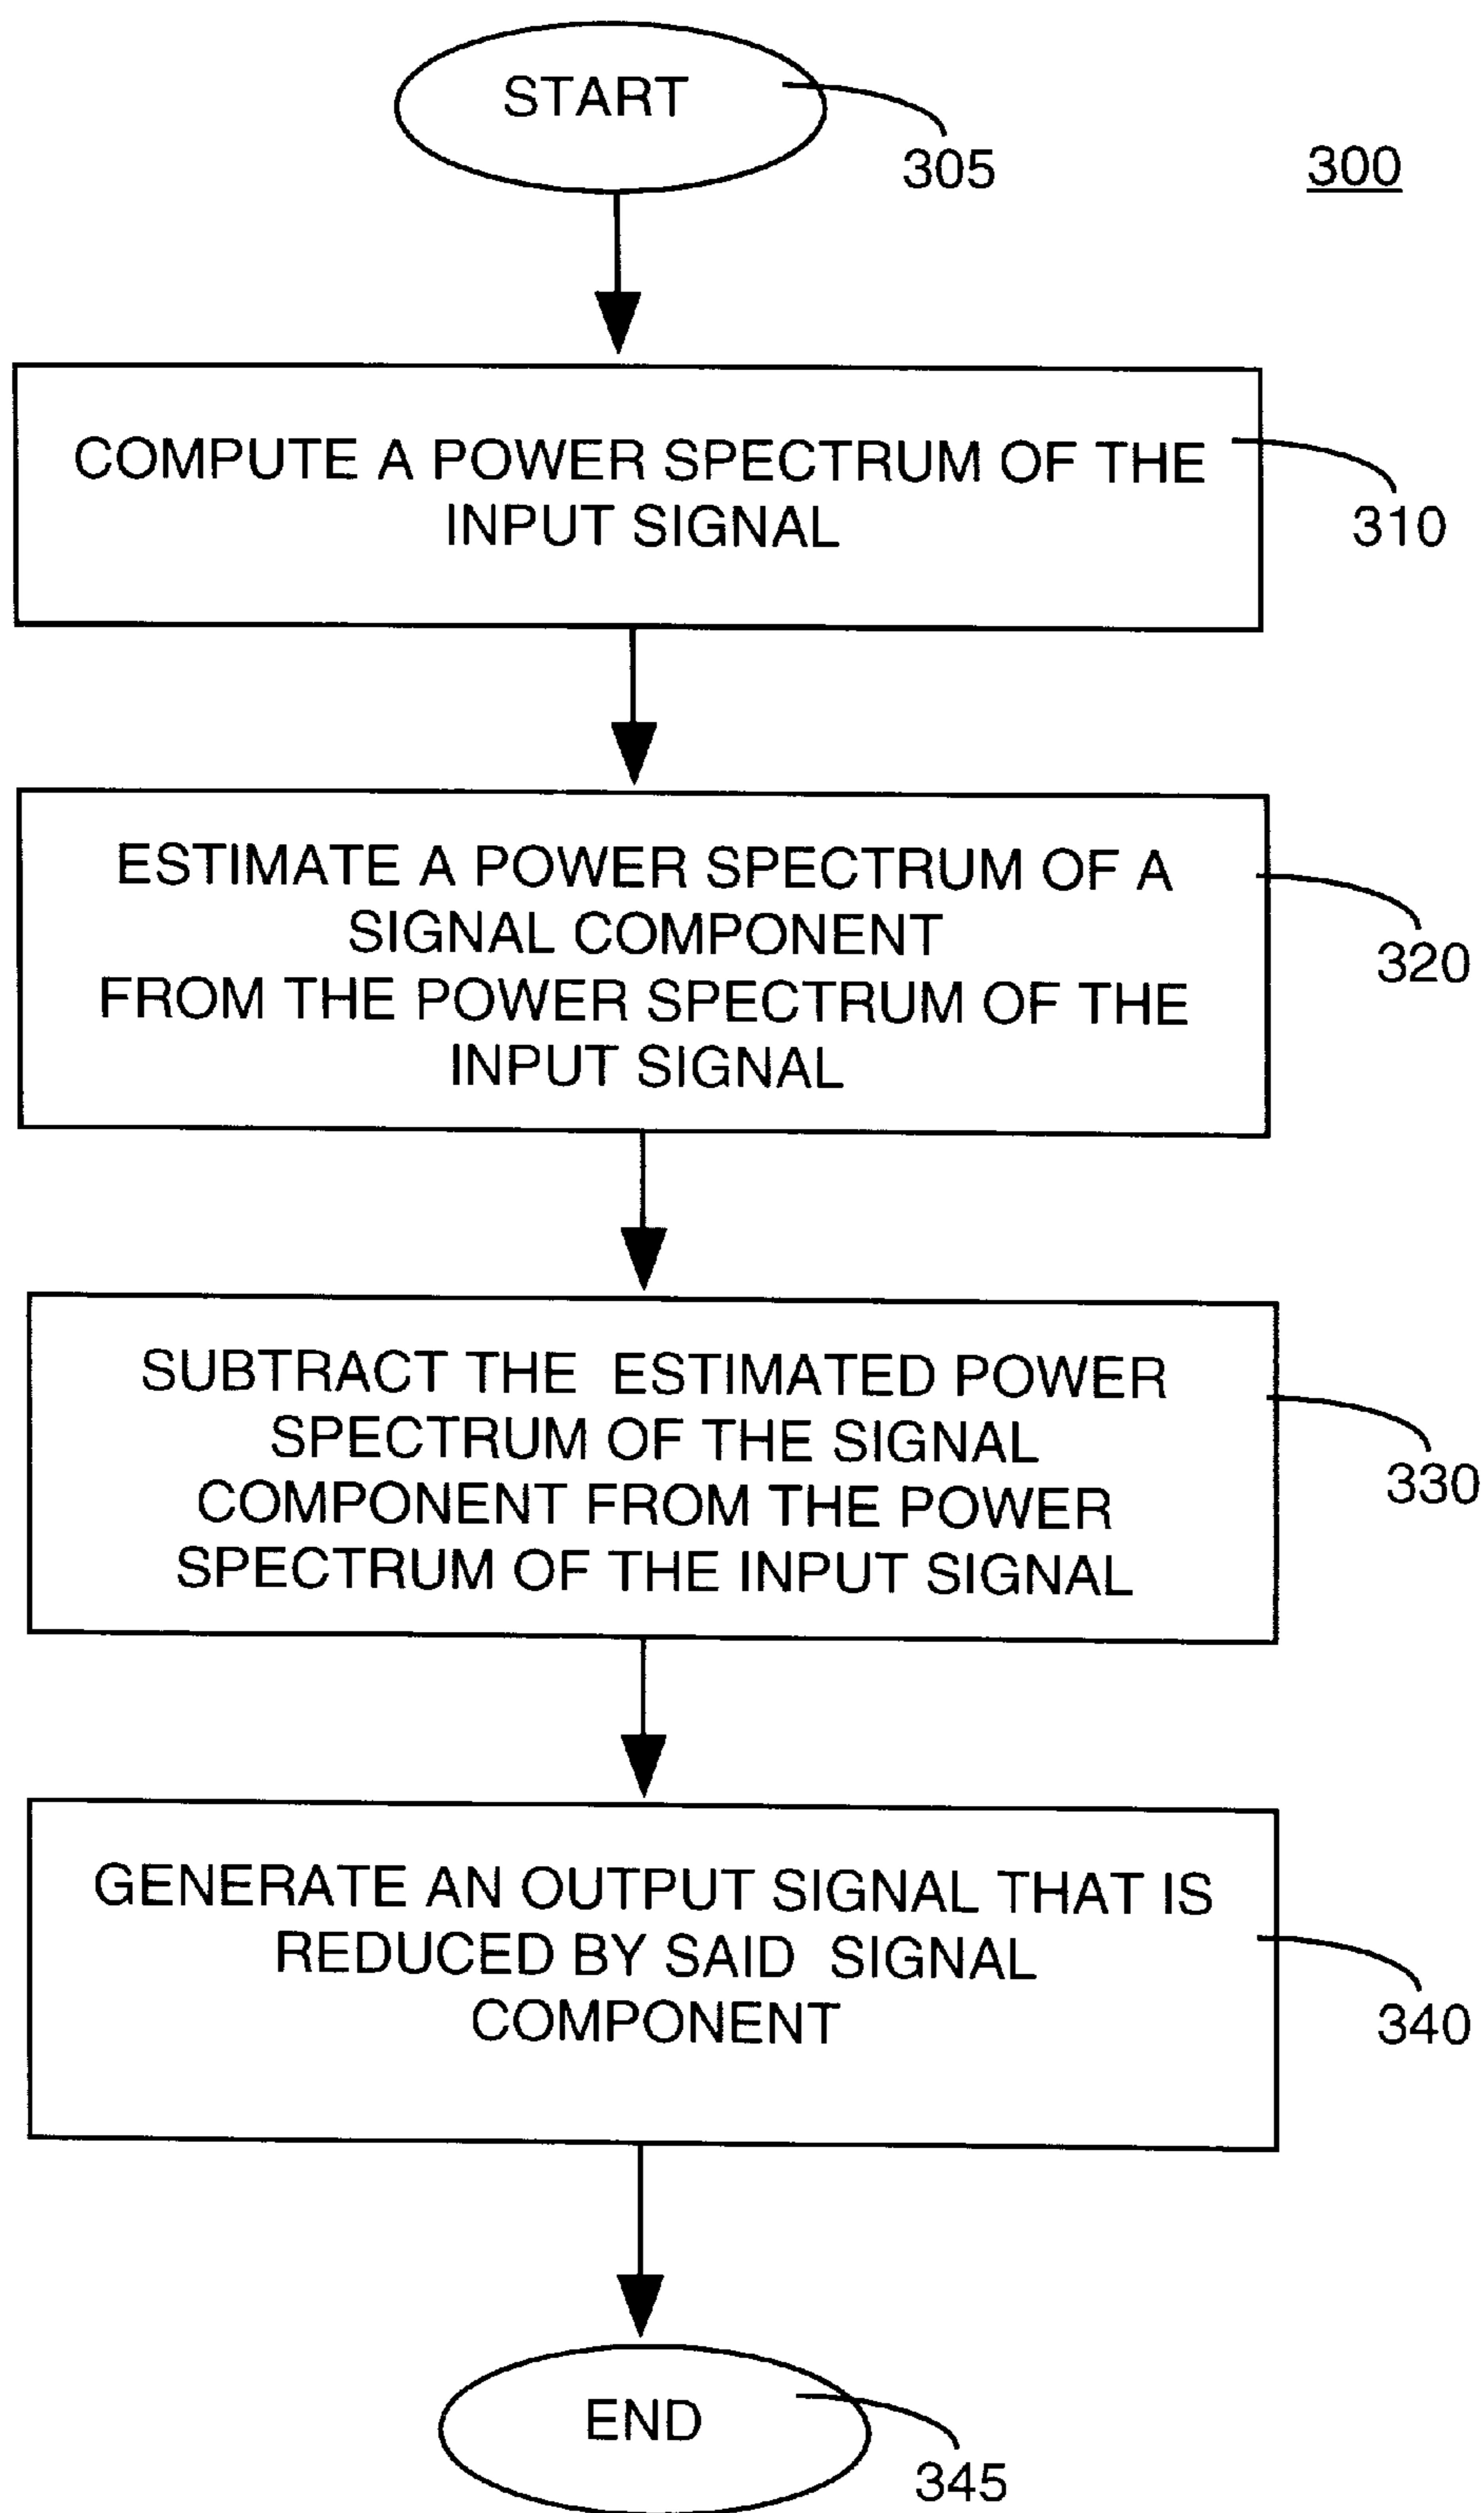 START
305
300
COMPUTE A POWER SPECTRUM OF THE
INPUT SIGNAL
310
ESTIMATE A POWER SPECTRUM OF A
SIGNAL COMPONENT
FROM THE POWER SPECTRUM OF THE
INPUT SIGNAL
320
SUBTRACT THE ESTIMATED POWER
SPECTRUM OF THE SIGNAL
COMPONENT FROM THE POWER
SPECTRUM OF THE INPUT SIGNAL
330
GENERATE AN OUTPUT SIGNAL THAT IS
REDUCED BY SAID SIGNAL
COMPONENT
340
END
345